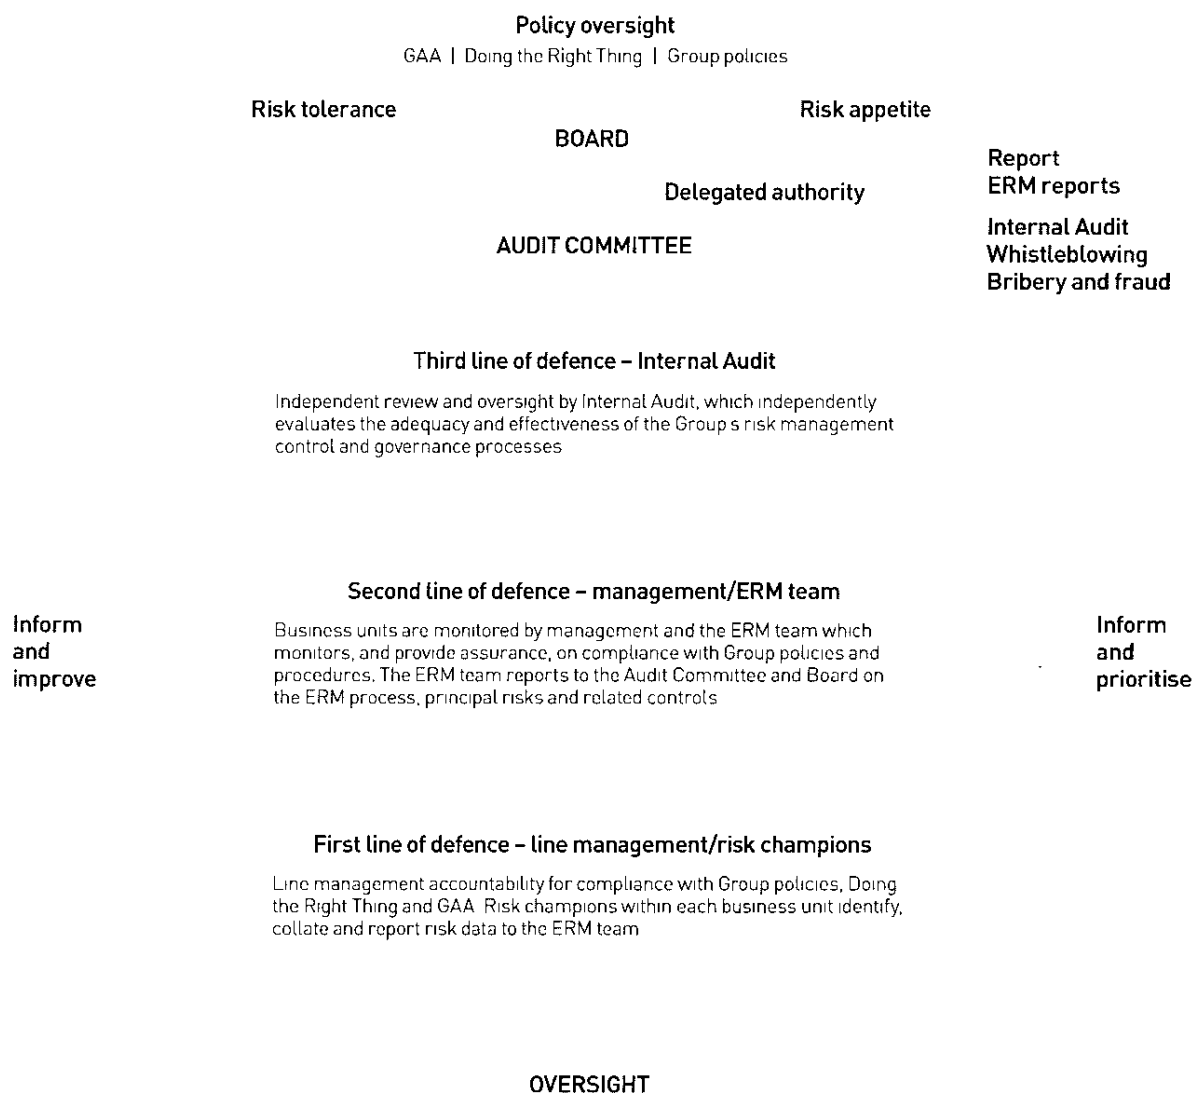 Policy oversight
GAA | Doing the Right Thing | Group policies
Risk tolerance
Risk appetite
BOARD
Report
ERM reports
Delegated authority
Internal Audit
Whistleblowing
Bribery and fraud
AUDIT COMMITTEE
Third line of defence – Internal Audit
Independent review and oversight by Internal Audit, which independently
evaluates the adequacy and effectiveness of the Group s risk management
control and governance processes
Second line of defence – management/ERM team
Inform
and
improve
Business units are monitored by management and the ERM team which
monitors, and provide assurance, on compliance with Group policies and
procedures. The ERM team reports to the Audit Committee and Board on
the ERM process, principal risks and related controls
Inform
and
prioritise
First line of defence – line management/risk champions
Line management accountability for compliance with Group policies, Doing
the Right Thing and GAA Risk champions within each business unit identify,
collate and report risk data to the ERM team
OVERSIGHT